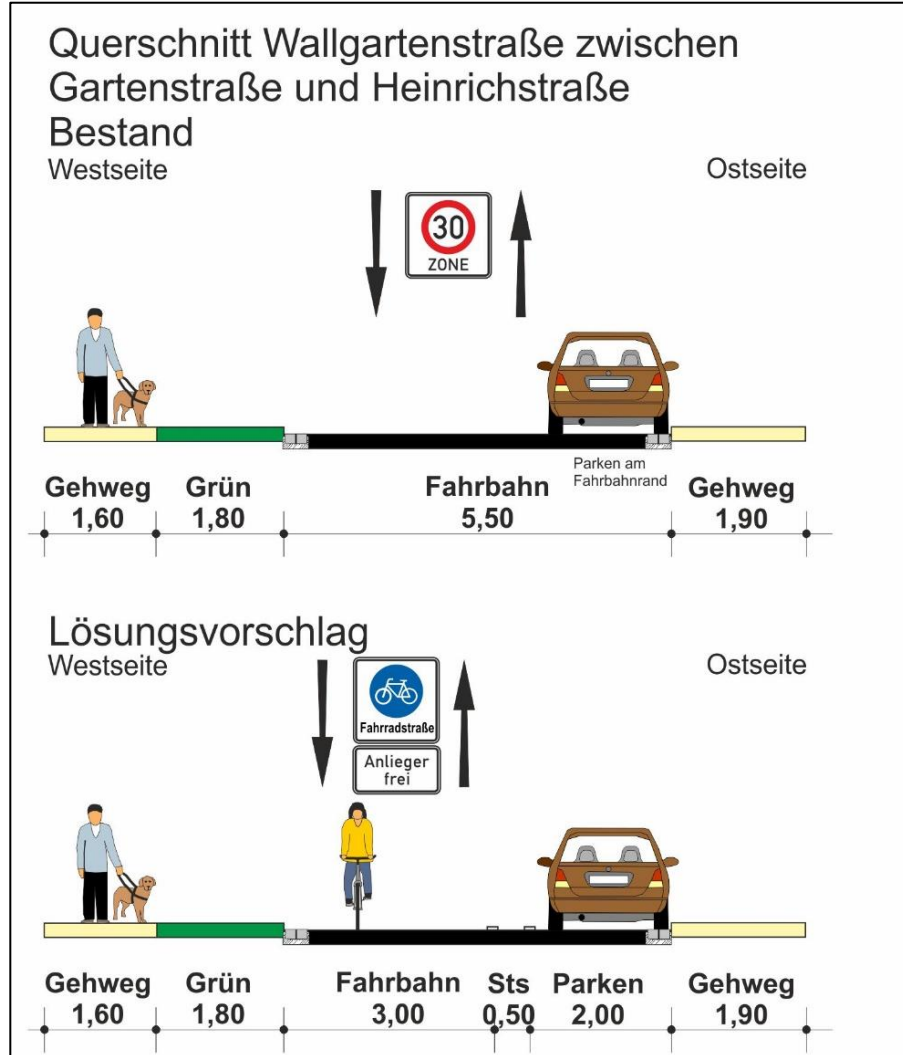 Querschnitt Wallgartenstraße zwischen
Gartenstraße und Heinrichstraße
Bestand
Westseite
Ostseite
30
ZONE
Parken am
Fahrbahnrand
Gehweg Grün Fahrbahn Gehweg
1,60 1,80 5,50 1,90
Lösungsvorschlag
Westseite
Ostseite
Fahrradstraße
Anlieger
frei
Gehweg Grün Fahrbahn Sts Parken Gehweg
1,60 1,80 3,00 0,50 2,00 1,90